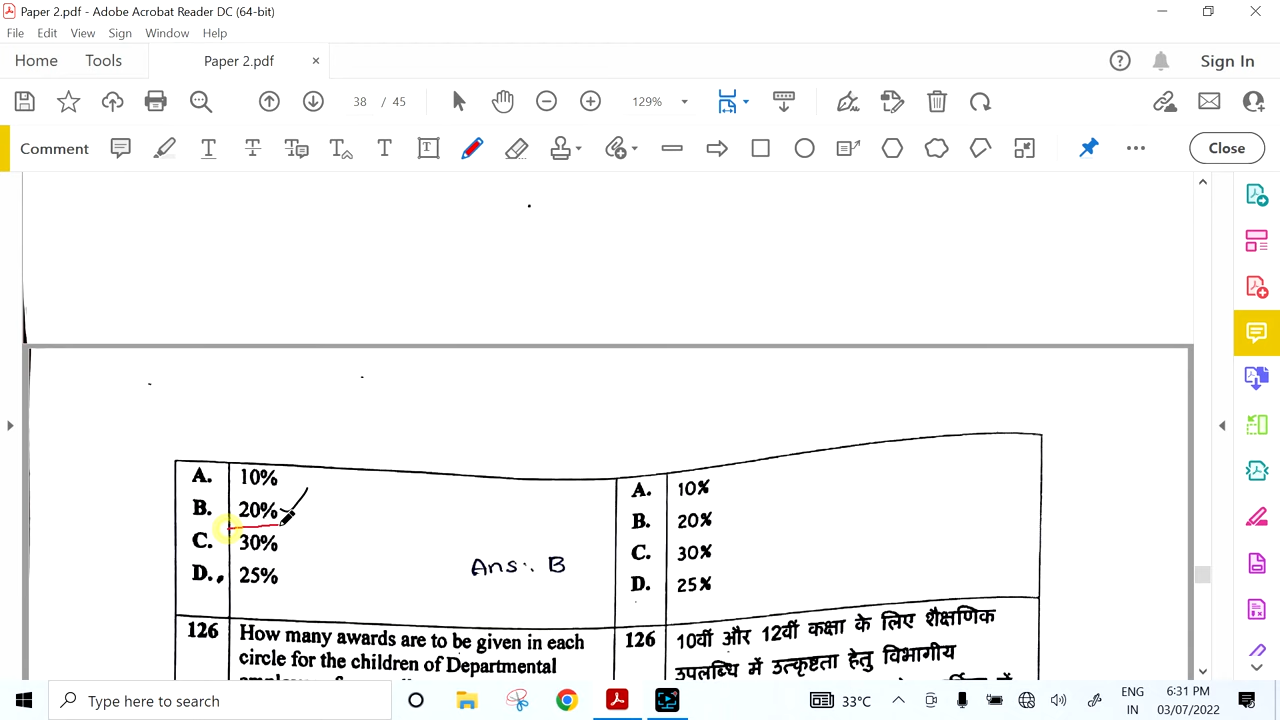 Paper 2.pdf - Adobe Acrobat Reader DC (64-bit)
File Edit View Sign Window Help
Home Tools Paper 2.pdf × Sign In
38 / 45 129%
Comment Close
A. 10%
B. 20%
C. 30%
D. 25%
Ans:. B
A. 10%
B. 20%
C. 30%
D. 25%
126 How many awards are to be given in each
circle for the children of Departmental
126 10वीं और 12वीं कक्षा के लिए शैक्षणिक
उपलब्धि में उत्कृष्टता हेतु विभागीय
Type here to search
33°C
ENG
IN
6:31 PM
03/07/2022